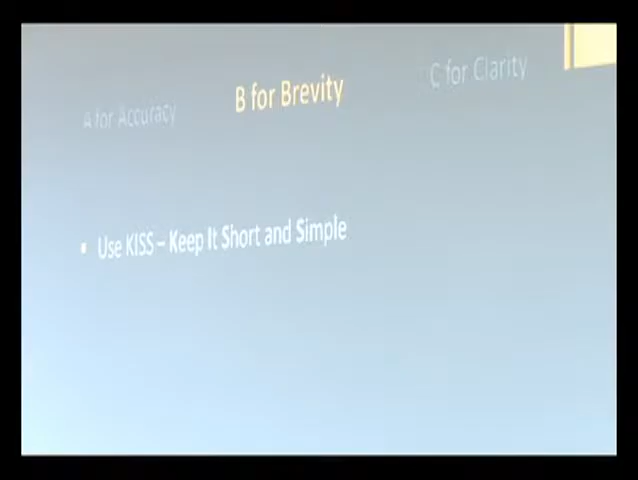 A for Accuracy B for Brevity C for Clarity
▪ Use KISS – Keep It Short and Simple